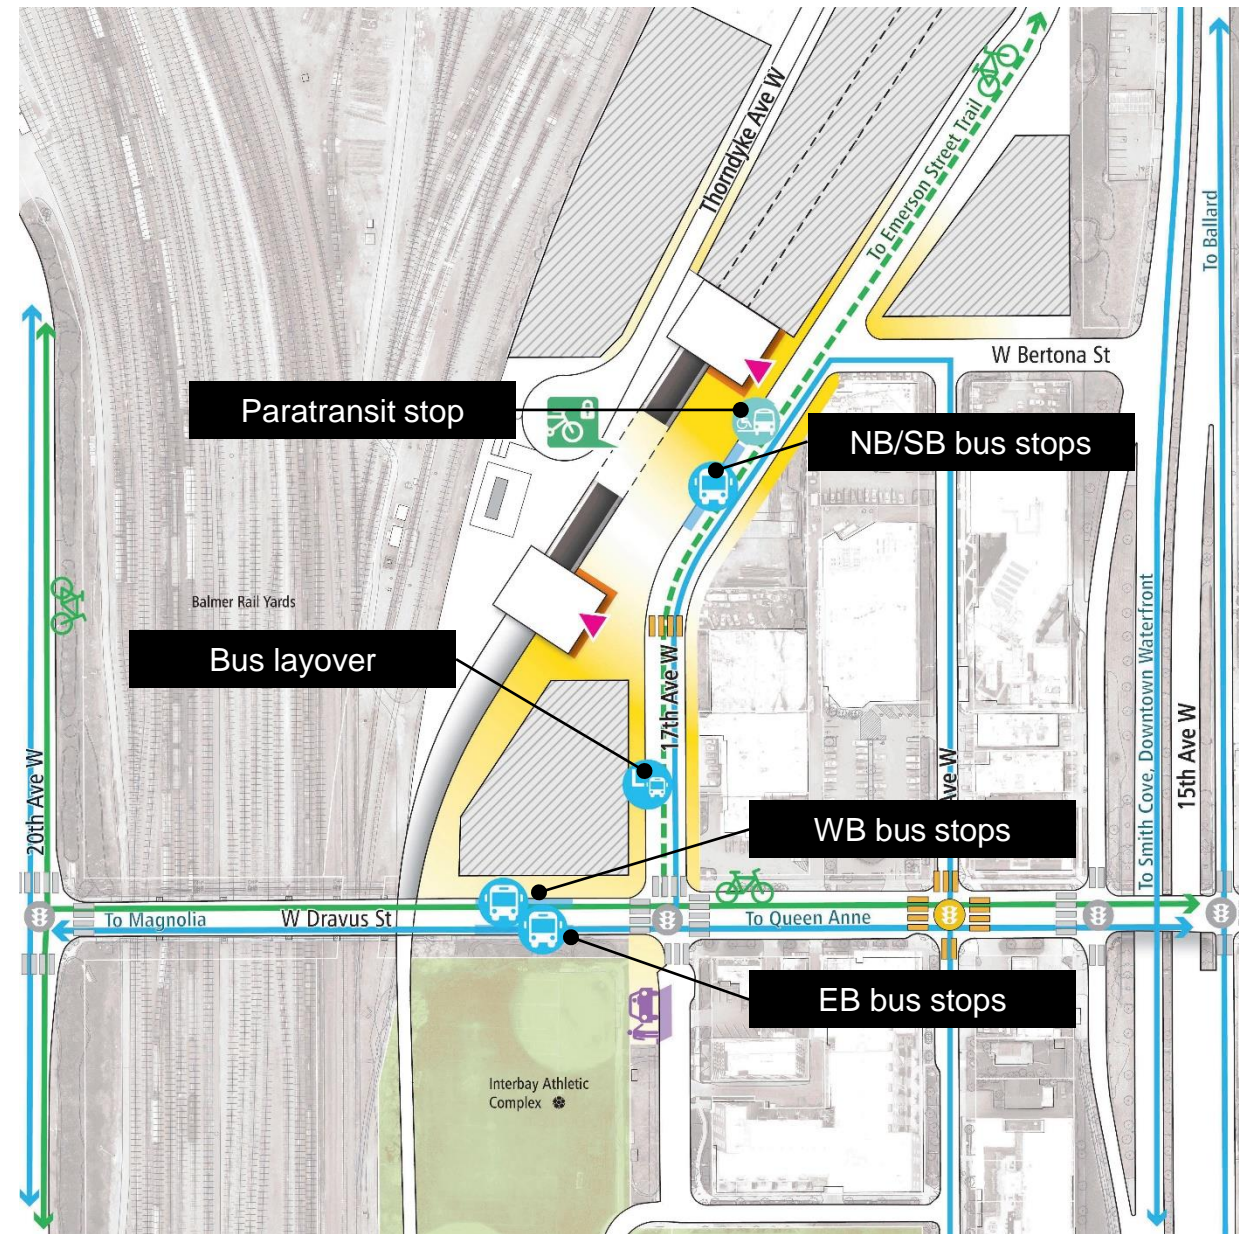 Thorndyke Ave W
To Emerson Street Trail
To Ballard
W Bertona St
Paratransit stop
NB/SB bus stops
Balmer Rail Yards
Bus layover
17th Ave W
20th Ave W
Ave W
To Smith Cove, Downtown Waterfront
15th Ave W
WB bus stops
To Magnolia
W Dravus St
To Queen Anne
EB bus stops
Interbay Athletic
Complex